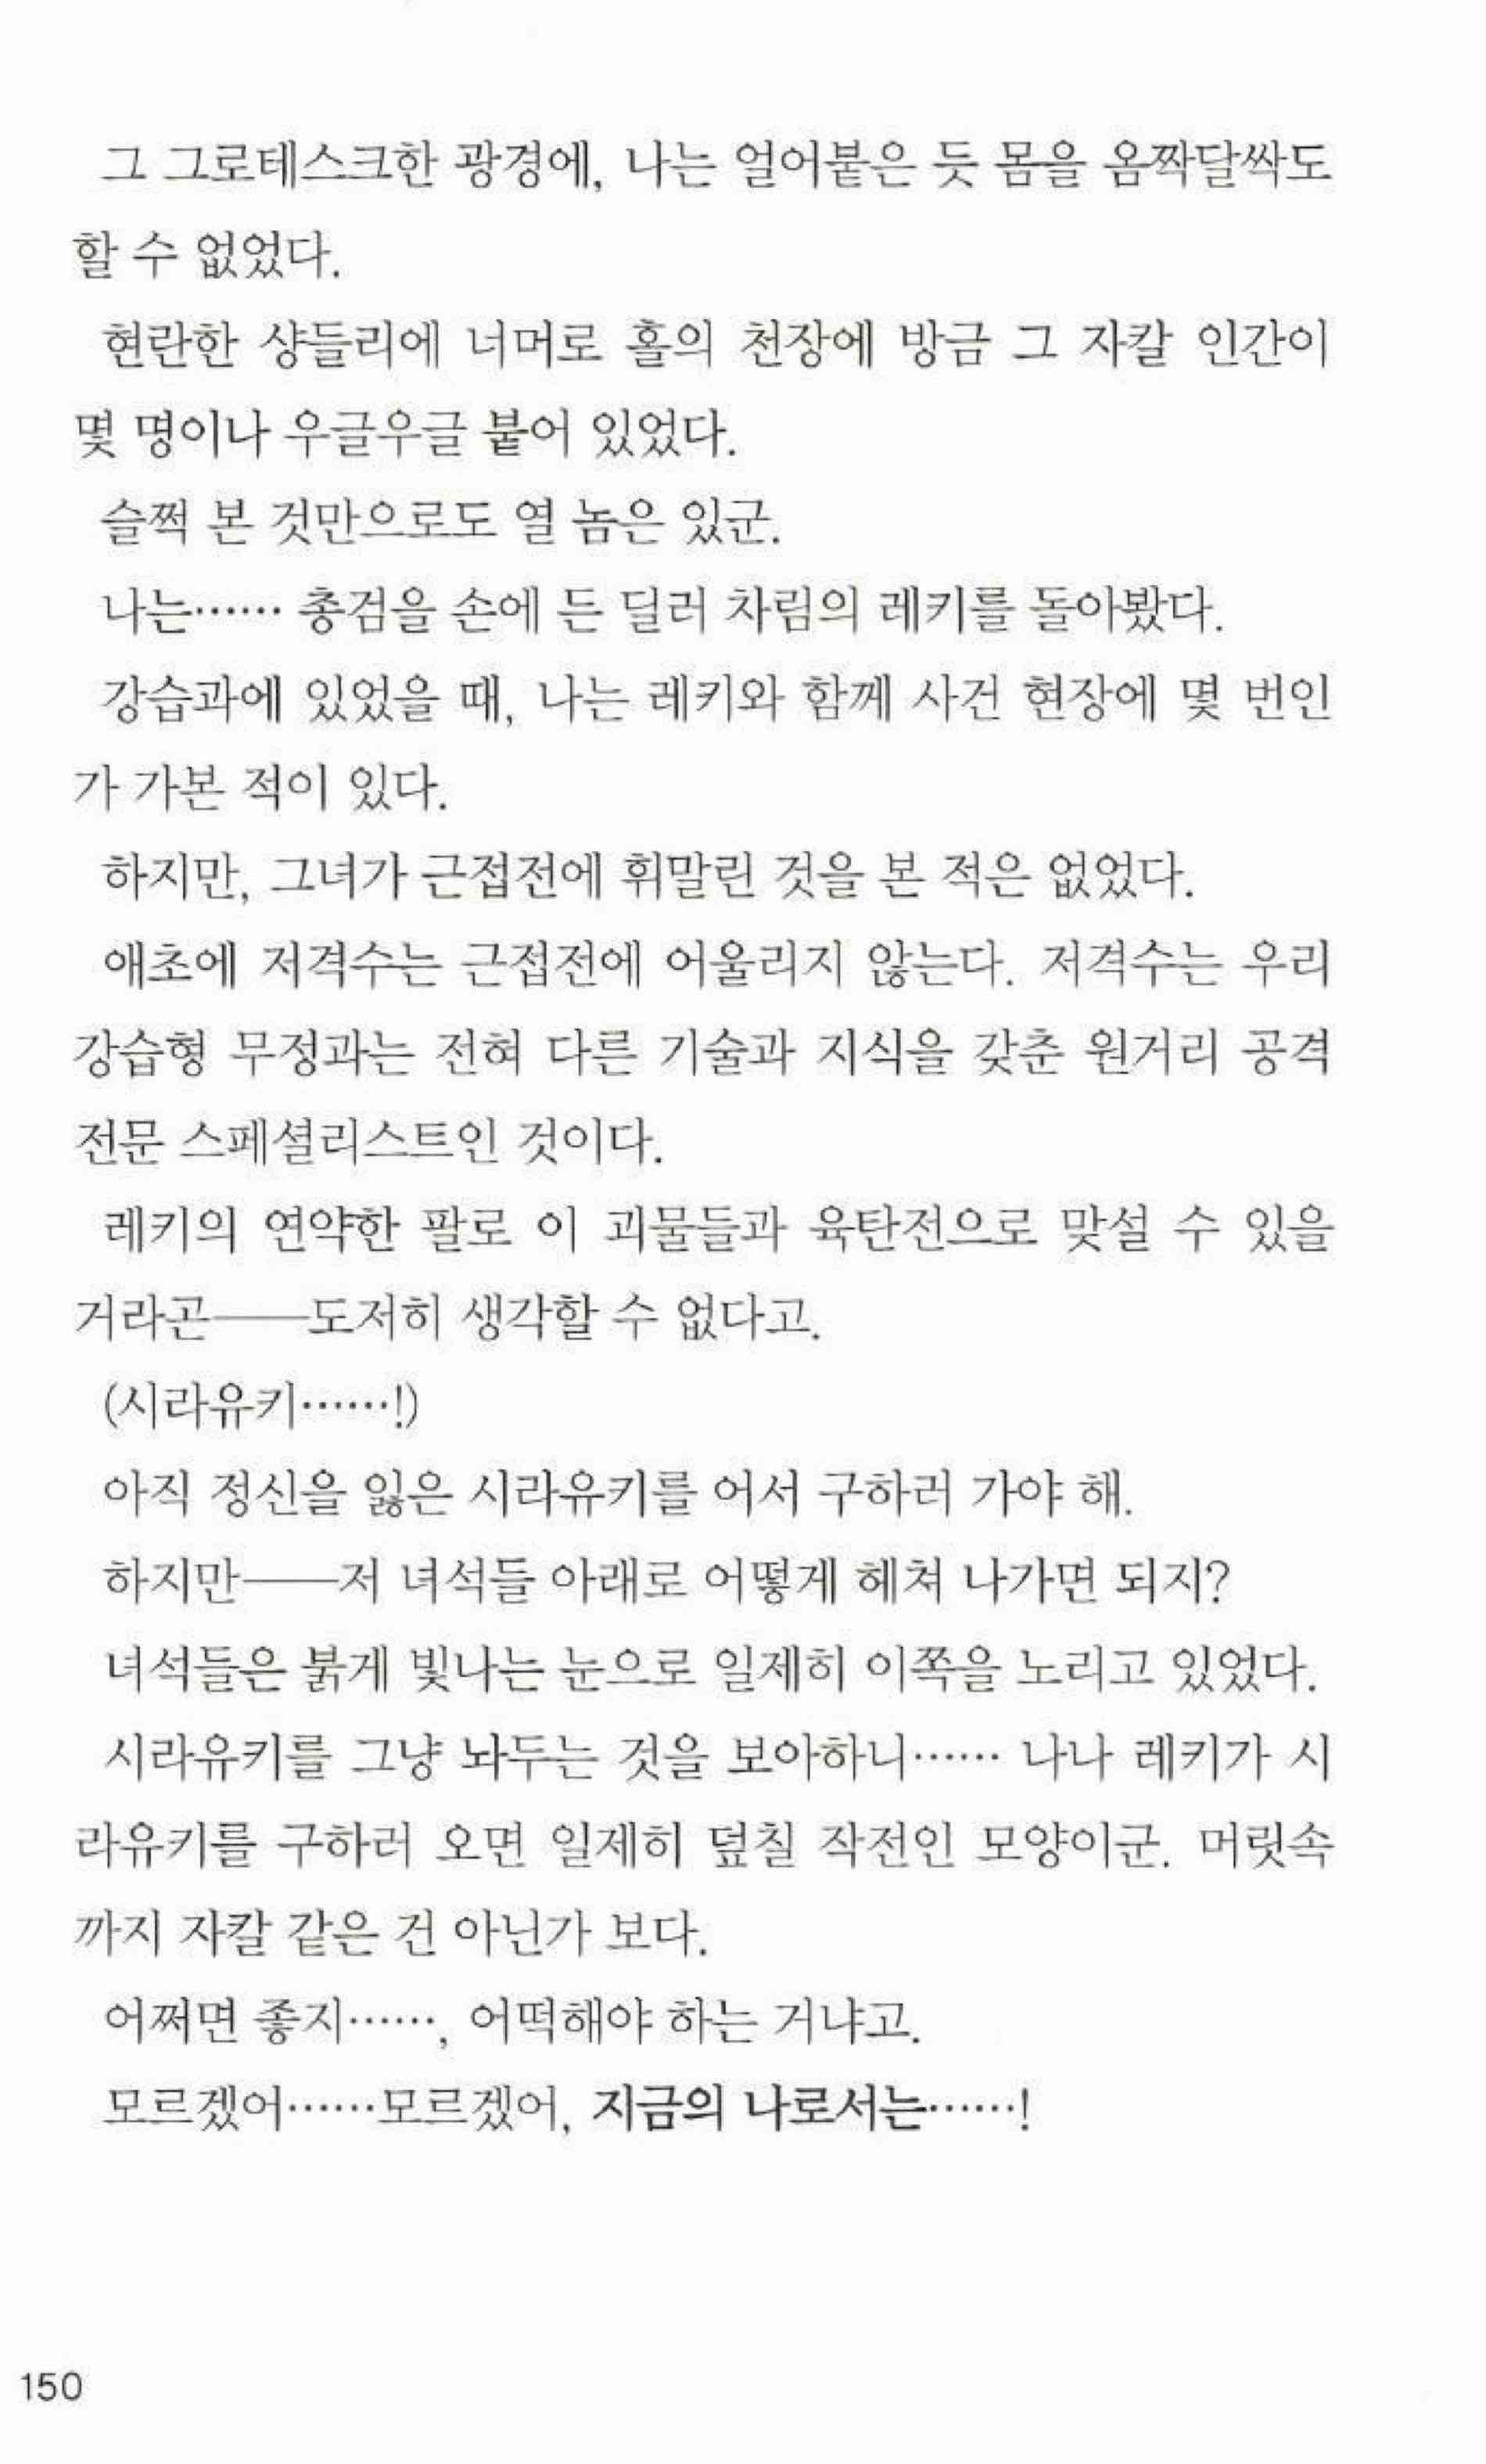 그 그로테스크한 광경에, 나는 얼어붙은 듯 몸을 옴짝달싹도
할 수 없었다.
현란한 샹들리에 너머로 홀의 천장에 방금 그 자칼 인간이
몇 명이나 우글우글 붙어 있었다.
슬쩍 본 것만으로도 열 놈은 있군.
나는…… 총검을 손에 든 딜러 차림의 레키를 돌아봤다.
강습과에 있었을 때, 나는 레키와 함께 사건 현장에 몇 번인
가 가본 적이 있다.
하지만, 그녀가 근접전에 휘말린 것을 본 적은 없었다.
애초에 저격수는 근접전에 어울리지 않는다. 저격수는 우리
강습형 무정과는 전혀 다른 기술과 지식을 갖춘 원거리 공격
전문 스페셜리스트인 것이다.
레키의 연약한 팔로 이 괴물들과 육탄전으로 맞설 수 있을
거라곤──도저히 생각할 수 없다고.
(시라유키……!)
아직 정신을 잃은 시라유키를 어서 구하러 가야 해.
하지만──저 녀석들 아래로 어떻게 헤쳐 나가면 되지?
녀석들은 붉게 빛나는 눈으로 일제히 이쪽을 노리고 있었다.
시라유키를 그냥 놔두는 것을 보아하니…… 나나 레키가 시
라유키를 구하러 오면 일제히 덮칠 작전인 모양이군. 머릿속
까지 자칼 같은 건 아닌가 보다.
어쩌면 좋지……, 어떡해야 하는 거냐고.
모르겠어……모르겠어, 지금의 나로서는……!
150